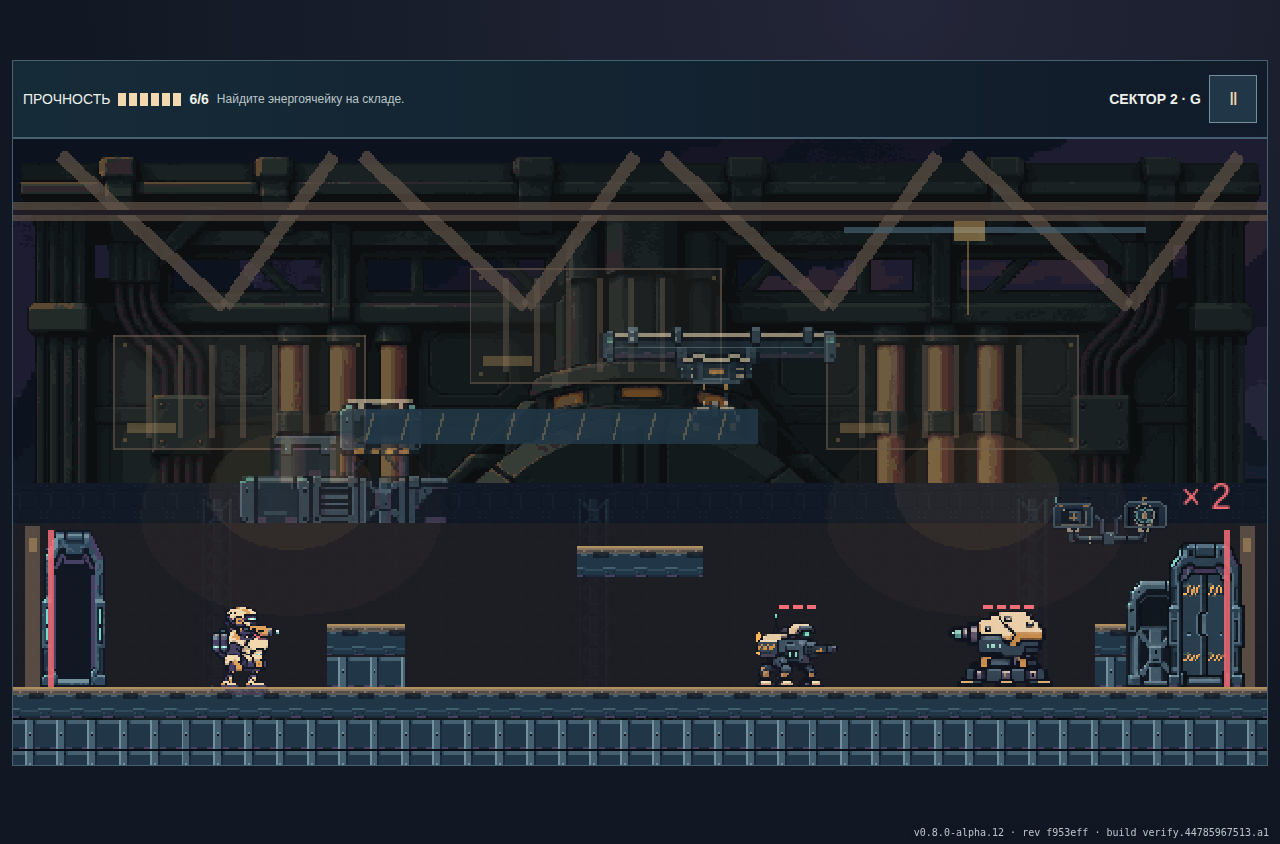 ПРОЧНОСТЬ 6/6 Найдите энергоячейку на складе.
СЕКТОР 2 · G
II
× 2
v0.8.0-alpha.12 · rev f953eff · build verify.44785967513.a1